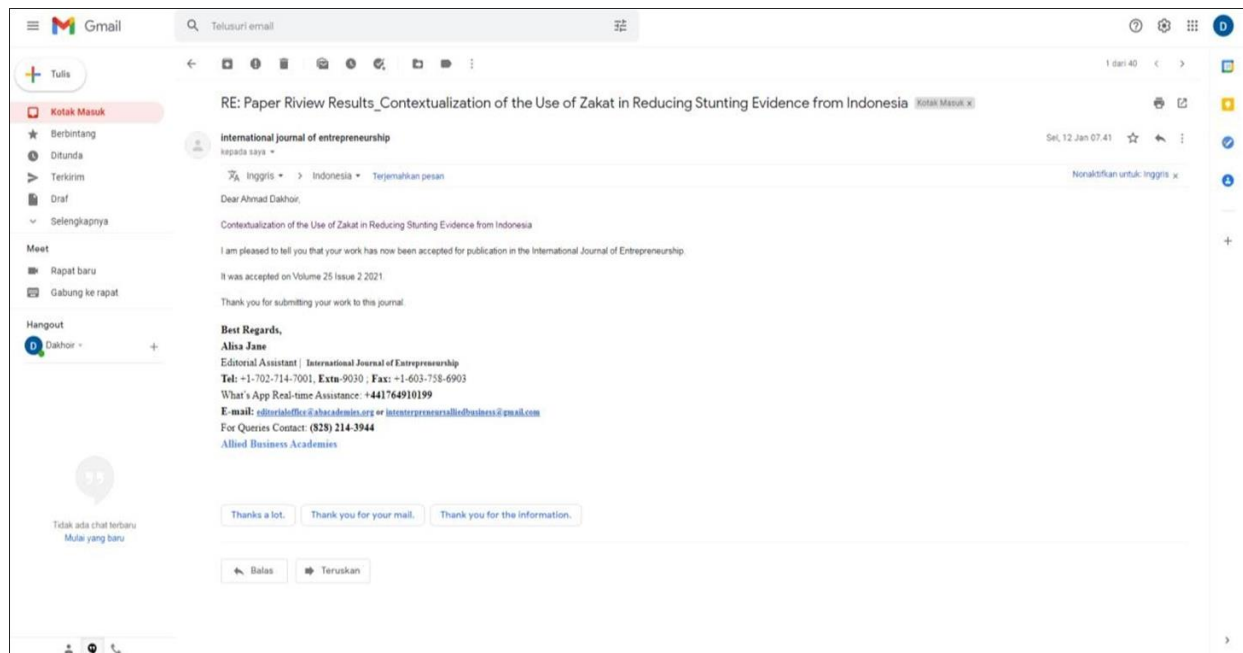 Gmail
Telusuri email
D
Tulis
1 dari 40
Kotak Masuk
Berbintang
Ditunda
Terkirim
Draf
Selengkapnya
Meet
Rapat baru
Gabung ke rapat
Hangout
D Dakhoir
Tidak ada chat terbaru
Mulai yang baru
RE: Paper Riview Results_Contextualization of the Use of Zakat in Reducing Stunting Evidence from Indonesia Kotak Masuk x
international journal of entrepreneurship
Sel, 12 Jan 07.41
kepada saya
Inggris > Indonesia Terjemahkan pesan
Nonaktifkan untuk: Inggris x
Dear Ahmad Dakhoir,
Contextualization of the Use of Zakat in Reducing Stunting Evidence from Indonesia
I am pleased to tell you that your work has now been accepted for publication in the International Journal of Entrepreneurship.
It was accepted on Volume 25 Issue 2 2021.
Thank you for submitting your work to this journal.
Best Regards,
Alisa Jane
Editorial Assistant | International Journal of Entrepreneurship
Tel: +1-702-714-7001, Extn-9030 ; Fax: +1-603-758-6903
What's App Real-time Assistance: +441764910199
E-mail: editorialoffice@abacademies.org or intenterpreneursalliedbusiness@gmail.com
For Queries Contact: (828) 214-3944
Allied Business Academies
Thanks a lot.
Thank you for your mail.
Thank you for the information.
Balas
Teruskan